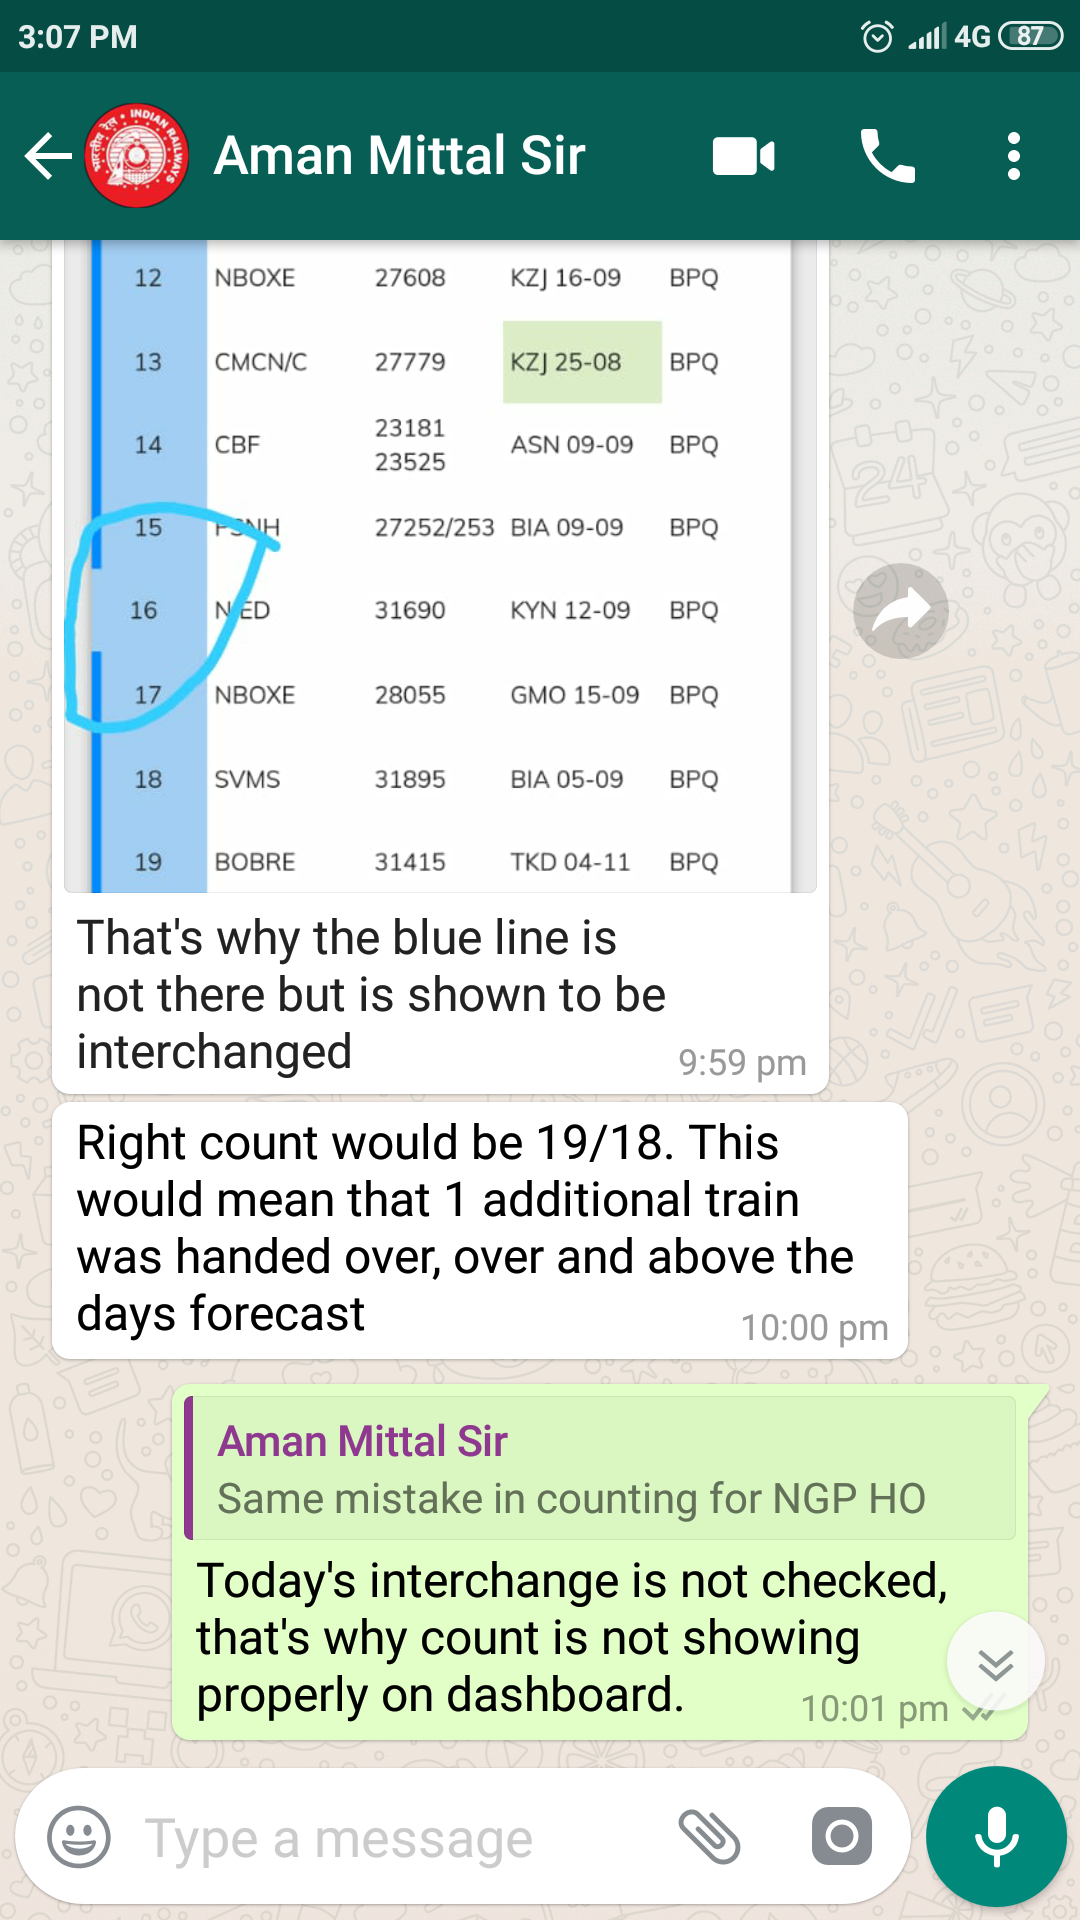 3:07 PM 4G 87
भारतीय रेल • INDIAN RAILWAYS
Aman Mittal Sir
12 NBOXE 27608 KZJ 16-09 BPQ
13 CMCN/C 27779 KZJ 25-08 BPQ
14 CBF 23181 23525 ASN 09-09 BPQ
15 27252/253 BIA 09-09 BPQ
16 31690 KYN 12-09 BPQ
17 NBOXE 28055 GMO 15-09 BPQ
18 SVMS 31895 BIA 05-09 BPQ
19 BOBRE 31415 TKD 04-11 BPQ
That's why the blue line is
not there but is shown to be
interchanged 9:59 pm
Right count would be 19/18. This
would mean that 1 additional train
was handed over, over and above the
days forecast 10:00 pm
Aman Mittal Sir
Same mistake in counting for NGP HO
Today's interchange is not checked,
that's why count is not showing
properly on dashboard. 10:01 pm
Type a message